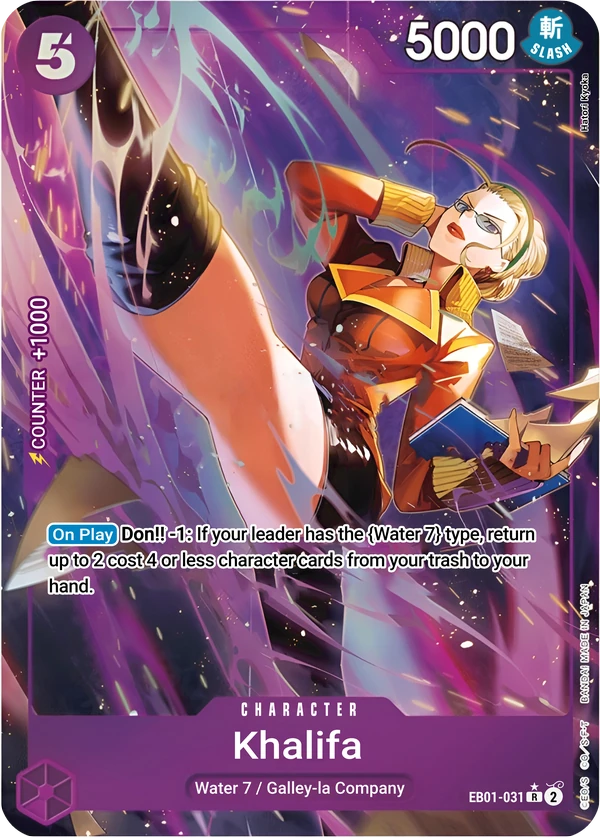 5
5000
斬
SLASH
Hatori Kyoka
COUNTER +1000
On Play Don!! -1: If your leader has the {Water 7} type, return
up to 2 cost 4 or less character cards from your trash to your
hand.
BANDAI MADE IN JAPAN
©EO/S ©O/S・F・T
CHARACTER
Khalifa
Water 7 / Galley-la Company
EB01-031 R 2